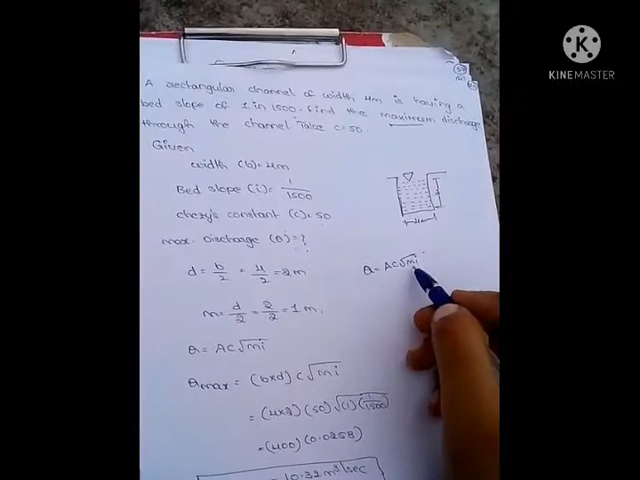 KINEMASTER
A rectangular channel of width 4m is having a
bed slope of 1 in 1500. Find the maximum discharge
through the channel Take c=50.
Given
width (b)=4m
Bed slope (i)= 1/1500
chezy's constant (c)=50
max. Discharge (Q)=?
d = b/2 = 4/2 = 2m
m = d/2 = 2/2 = 1m.
Q = AC√mi
Q = AC√mi
Qmax = (b×d) c √mi
= (4×2) (50) √(1) (1/1500)
= (400) (0.0258)
= 10.32 m³/sec